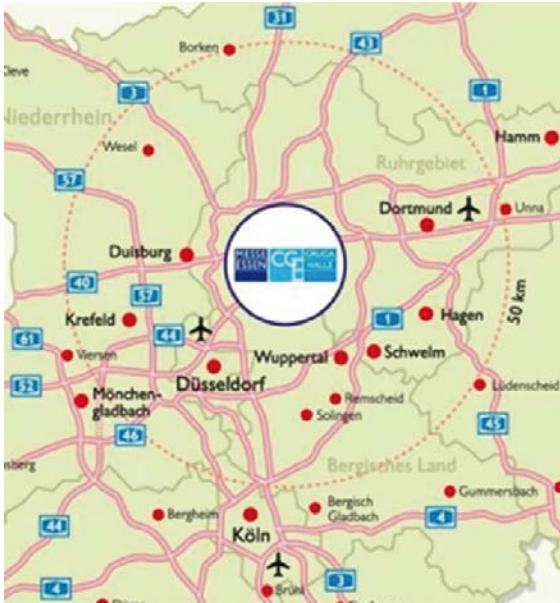 31
43
Borken
Kleve
3
1
Niederrhein
Hamm
Wesel
Ruhrgebiet
57
Unna
Dortmund
Duisburg
MESSE ESSEN
CGE
GRUGA HALLE
40
57
50 km
Krefeld
44
1
Hagen
61
Viersen
Wuppertal
Schwelm
52
Düsseldorf
Mönchen-
gladbach
Remscheid
Lüdenscheid
Solingen
46
45
Bergisches Land
Gummersbach
Bergheim
Bergisch
Gladbach
44
Köln
4
4
3
Brühl